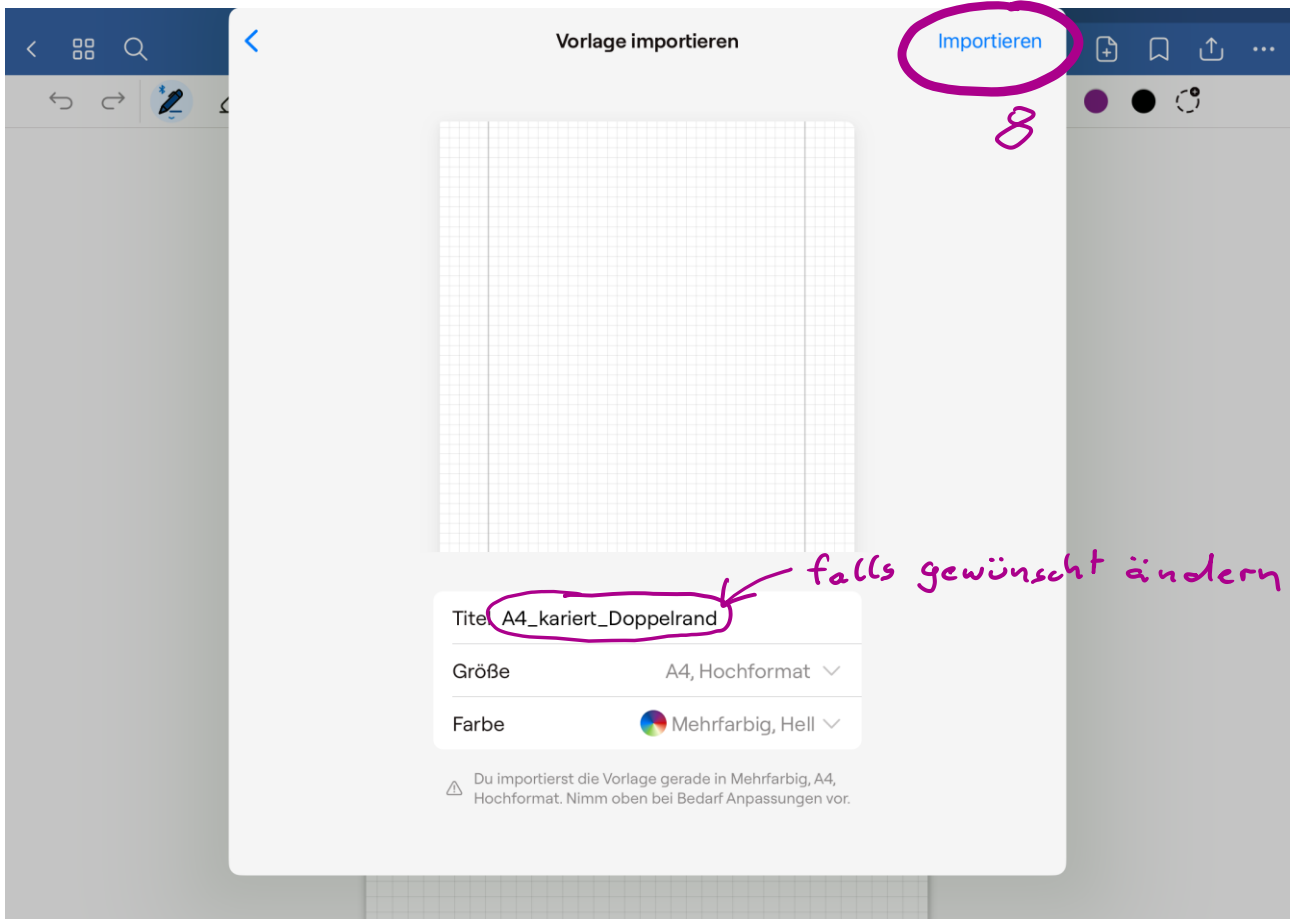 Vorlage importieren
Importieren
8
falls gewünscht ändern
Titel A4_kariert_Doppelrand
Größe A4, Hochformat
Farbe Mehrfarbig, Hell
Du importierst die Vorlage gerade in Mehrfarbig, A4,
Hochformat. Nimm oben bei Bedarf Anpassungen vor.